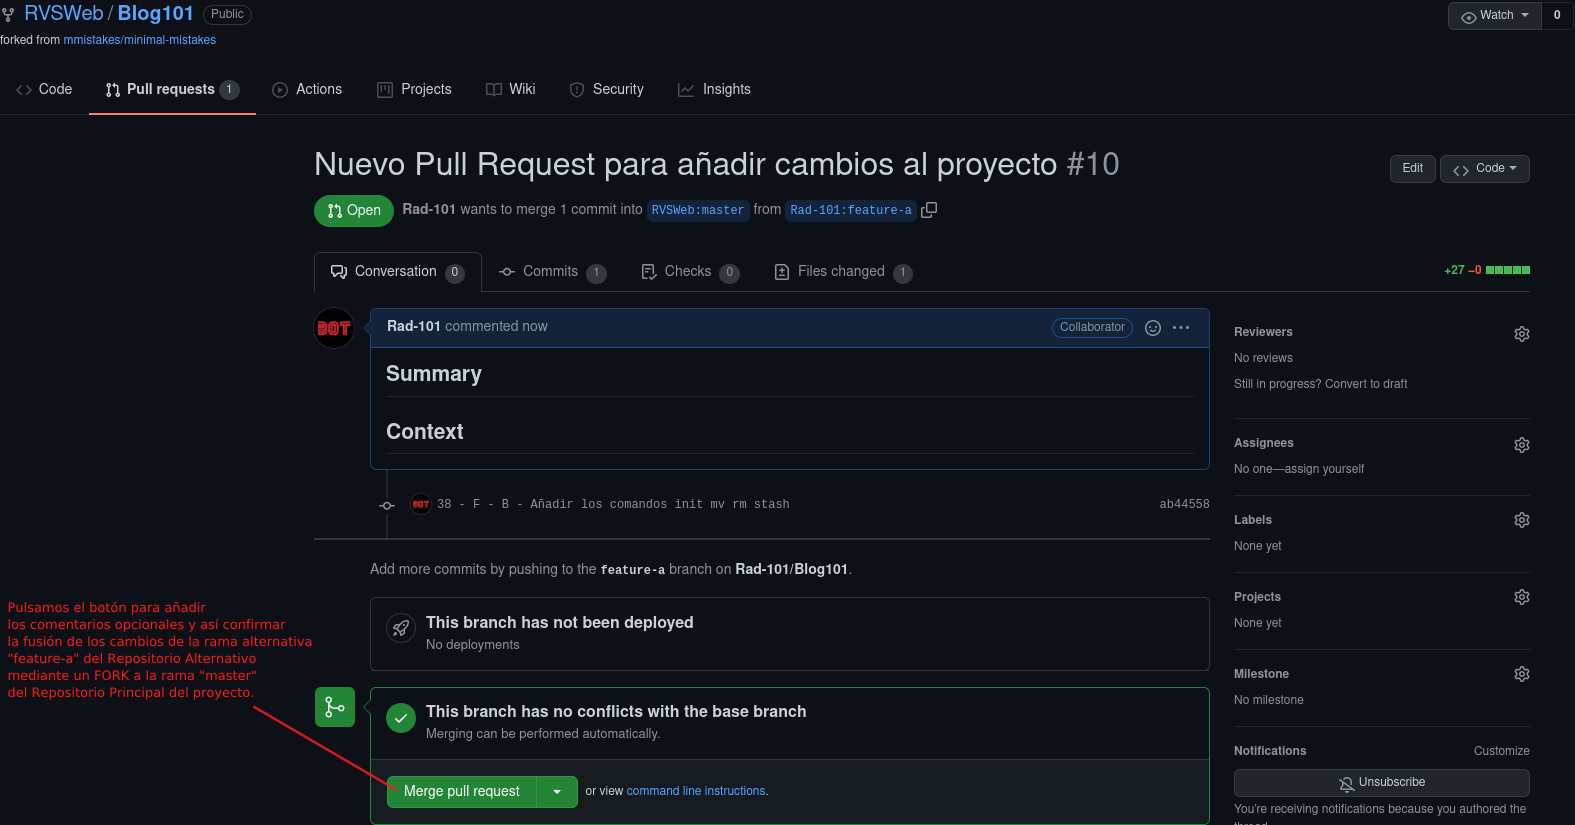 RVSWeb / Blog101 Public
Watch 0
forked from mmistakes/minimal-mistakes
Code Pull requests 1 Actions Projects Wiki Security Insights
Nuevo Pull Request para añadir cambios al proyecto #10
Edit Code
Open Rad-101 wants to merge 1 commit into RVSWeb:master from Rad-101:feature-a
Conversation 0 Commits 1 Checks 0 Files changed 1
+27 −0
BOT
Rad-101 commented now
Collaborator
Summary
Context
BOT 38 - F - B - Añadir los comandos init mv rm stash ab44558
Add more commits by pushing to the feature-a branch on Rad-101/Blog101.
This branch has not been deployed
No deployments
This branch has no conflicts with the base branch
Merging can be performed automatically.
Merge pull request or view command line instructions.
Pulsamos el botón para añadir
los comentarios opcionales y así confirmar
la fusión de los cambios de la rama alternativa
"feature-a" del Repositorio Alternativo
mediante un FORK a la rama "master"
del Repositorio Principal del proyecto.
Reviewers
No reviews
Still in progress? Convert to draft
Assignees
No one—assign yourself
Labels
None yet
Projects
None yet
Milestone
No milestone
Notifications Customize
Unsubscribe
You're receiving notifications because you authored the